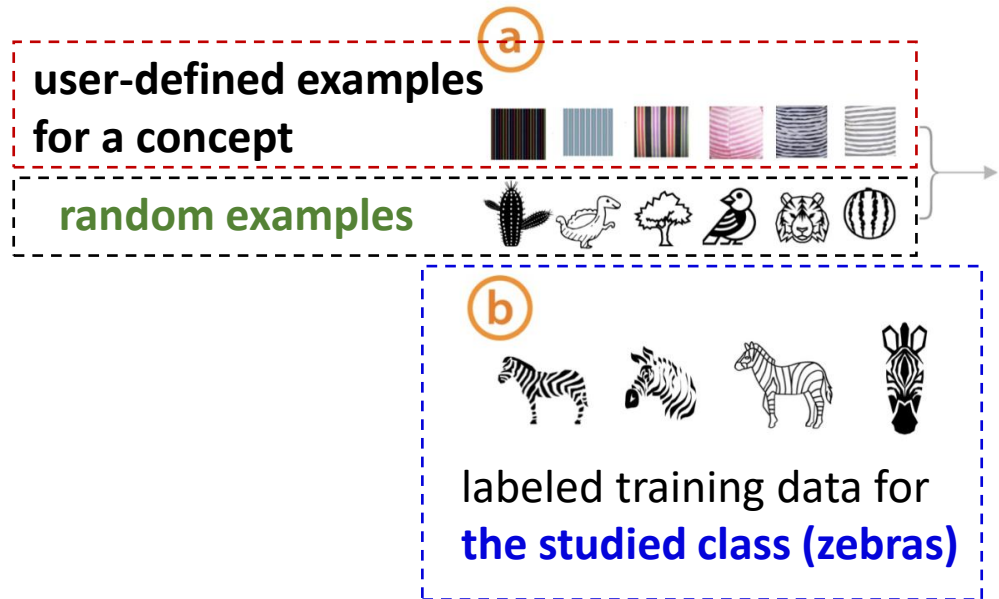 a
user-defined examples
for a concept
random examples
b
labeled training data for
the studied class (zebras)